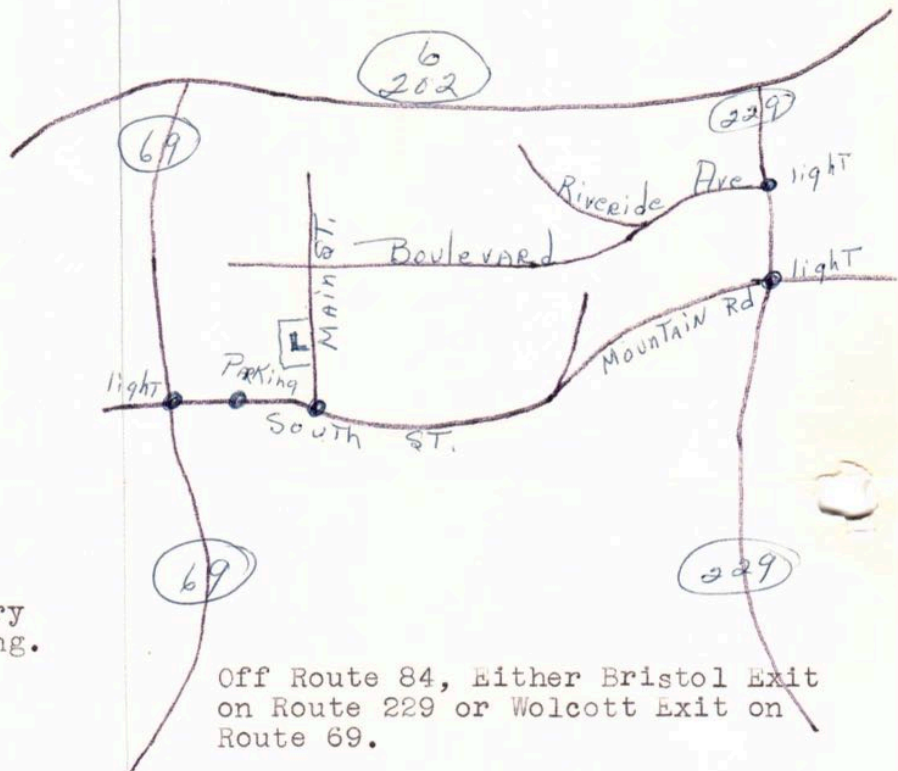 6
202
69
229
light
Riveride Ave
Boulevard
MAin ST.
light
MounTAiN Rd
L
PARKing
light
South ST.
69
229
ry
ng.
Off Route 84, Either Bristol Exit
on Route 229 or Wolcott Exit on
Route 69.